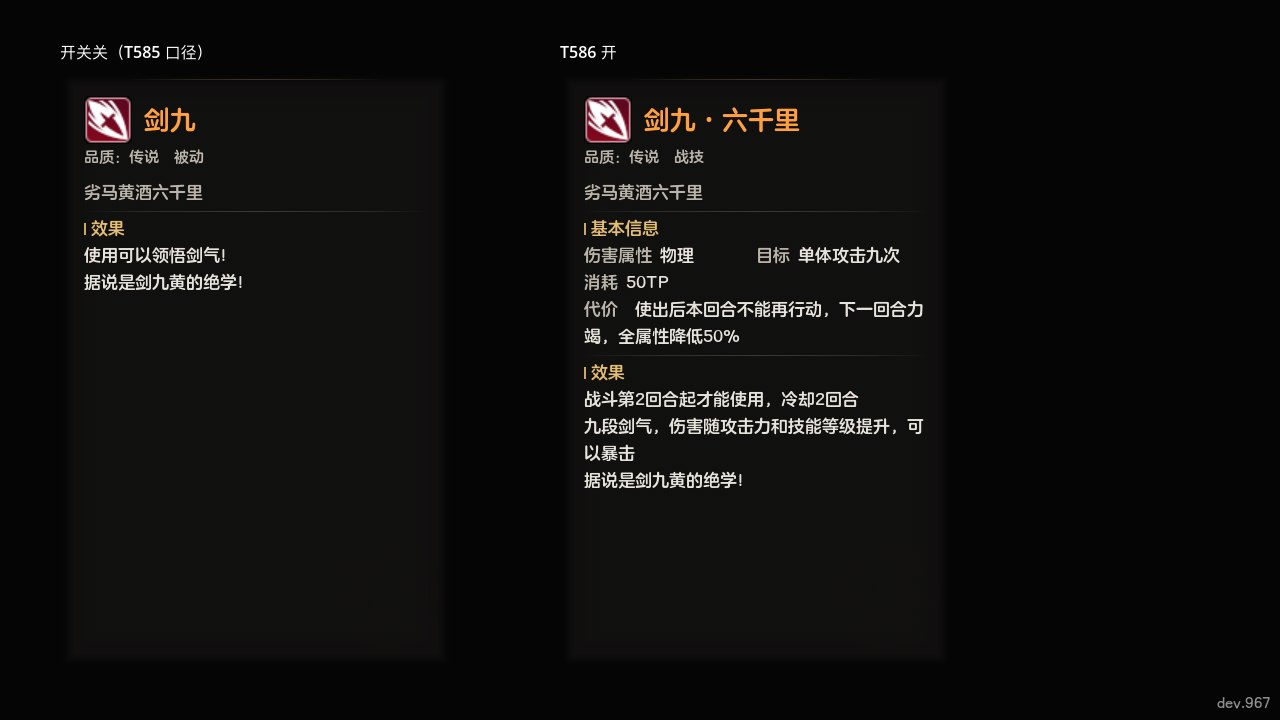 开关关（T585 口径）
剑九
品质：传说　被动
劣马黄酒六千里
效果
使用可以领悟剑气!
据说是剑九黄的绝学!
T586 开
剑九·六千里
品质：传说　战技
劣马黄酒六千里
基本信息
伤害属性 物理　　目标 单体攻击九次
消耗 50TP
代价　使出后本回合不能再行动，下一回合力
竭，全属性降低50%
效果
战斗第2回合起才能使用，冷却2回合
九段剑气，伤害随攻击力和技能等级提升，可
以暴击
据说是剑九黄的绝学!
dev.967